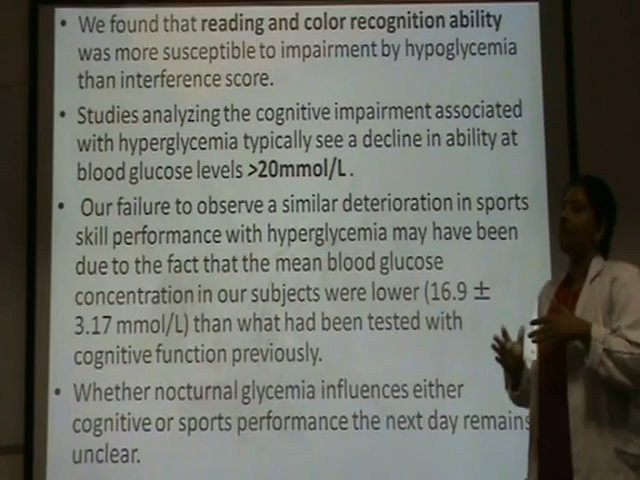 • We found that reading and color recognition ability
was more susceptible to impairment by hypoglycemia
than interference score.
• Studies analyzing the cognitive impairment associated
with hyperglycemia typically see a decline in ability at
blood glucose levels >20mmol/L .
• Our failure to observe a similar deterioration in sports
skill performance with hyperglycemia may have been
due to the fact that the mean blood glucose
concentration in our subjects were lower (16.9 ±
3.17 mmol/L) than what had been tested with
cognitive function previously.
• Whether nocturnal glycemia influences either
cognitive or sports performance the next day remains
unclear.